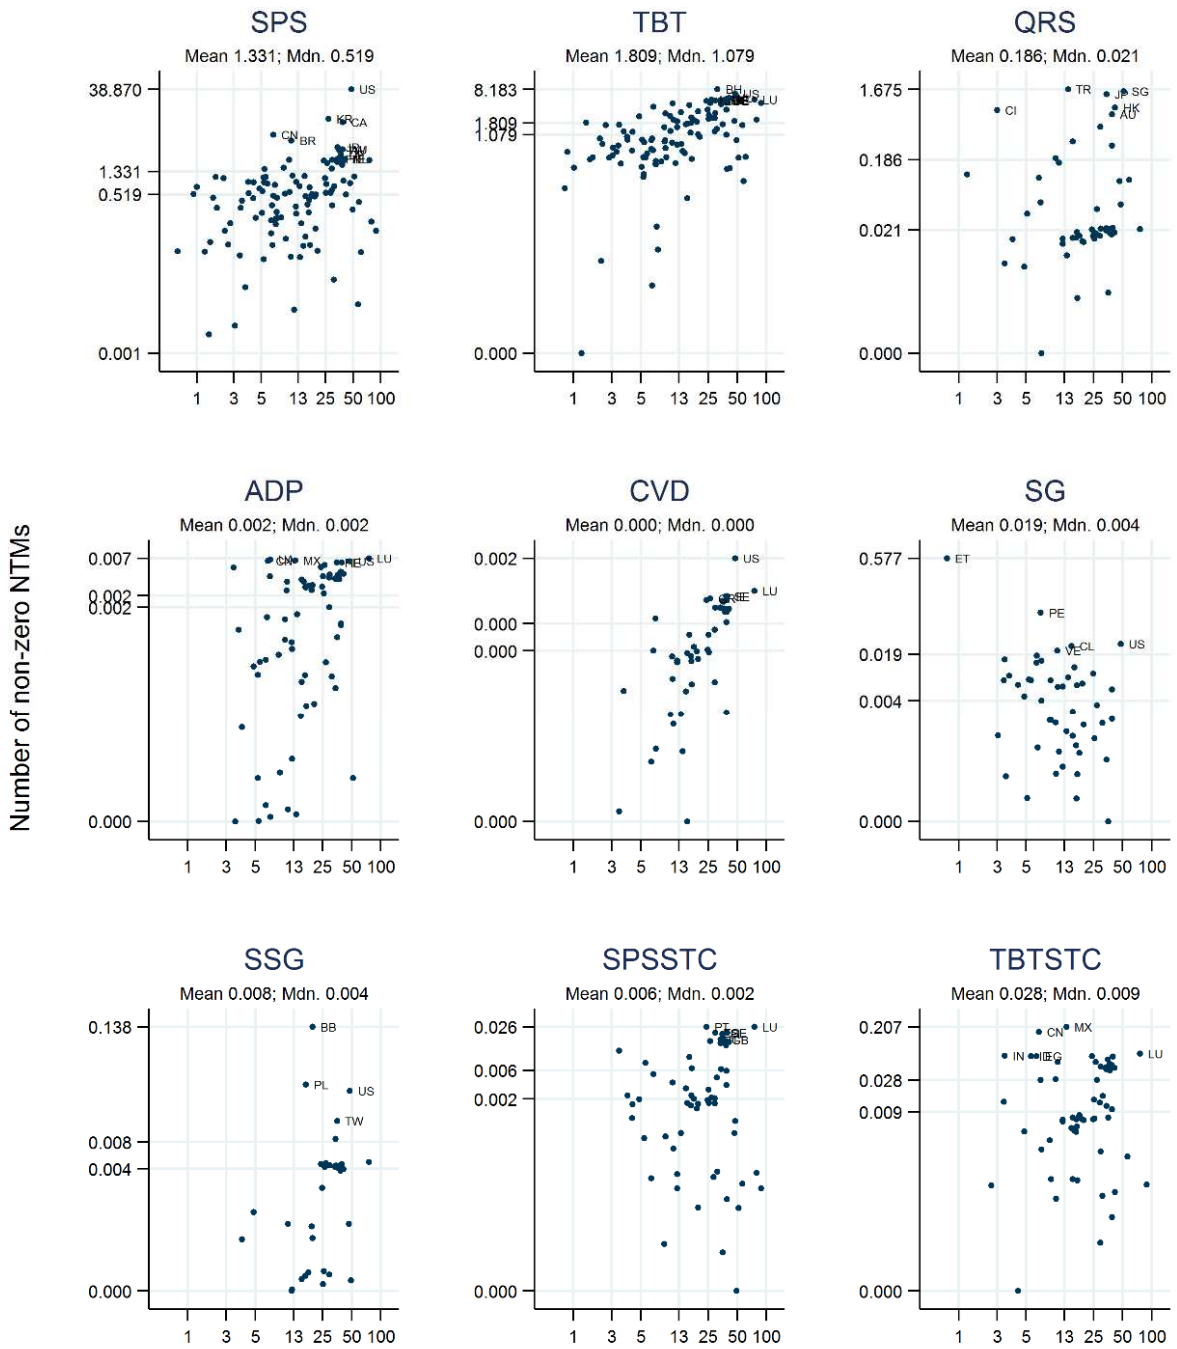 SPS
Mean 1.331; Mdn. 0.519
38.870
1.331
0.519
0.001
US
KR
CA
CN
BR
1 3 5 13 25 50 100
TBT
Mean 1.809; Mdn. 1.079
8.183
1.809
1.079
0.000
BH
US
LU
1 3 5 13 25 50 100
QRS
Mean 0.186; Mdn. 0.021
1.675
0.186
0.021
0.000
TR
JP
SG
CI
HK
AU
1 3 5 13 25 50 100
Number of non-zero NTMs
ADP
Mean 0.002; Mdn. 0.002
0.007
0.002
0.002
0.000
MX
US
LU
1 3 5 13 25 50 100
CVD
Mean 0.000; Mdn. 0.000
0.002
0.000
0.000
0.000
US
LU
SE
1 3 5 13 25 50 100
SG
Mean 0.019; Mdn. 0.004
0.577
0.019
0.004
0.000
ET
PE
CL
US
VE
1 3 5 13 25 50 100
SSG
Mean 0.008; Mdn. 0.004
0.138
0.008
0.004
0.000
BB
PL
US
TW
1 3 5 13 25 50 100
SPSSTC
Mean 0.006; Mdn. 0.002
0.026
0.006
0.002
0.000
PT
LU
GB
1 3 5 13 25 50 100
TBTSTC
Mean 0.028; Mdn. 0.009
0.207
0.028
0.009
0.000
MX
CN
IN
LU
1 3 5 13 25 50 100